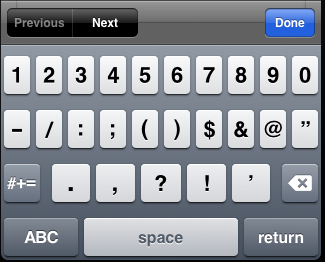 Previous Next Done
1 2 3 4 5 6 7 8 9 0
- / : ; ( ) $ & @ ”
#+= . , ? ! ’
ABC space return